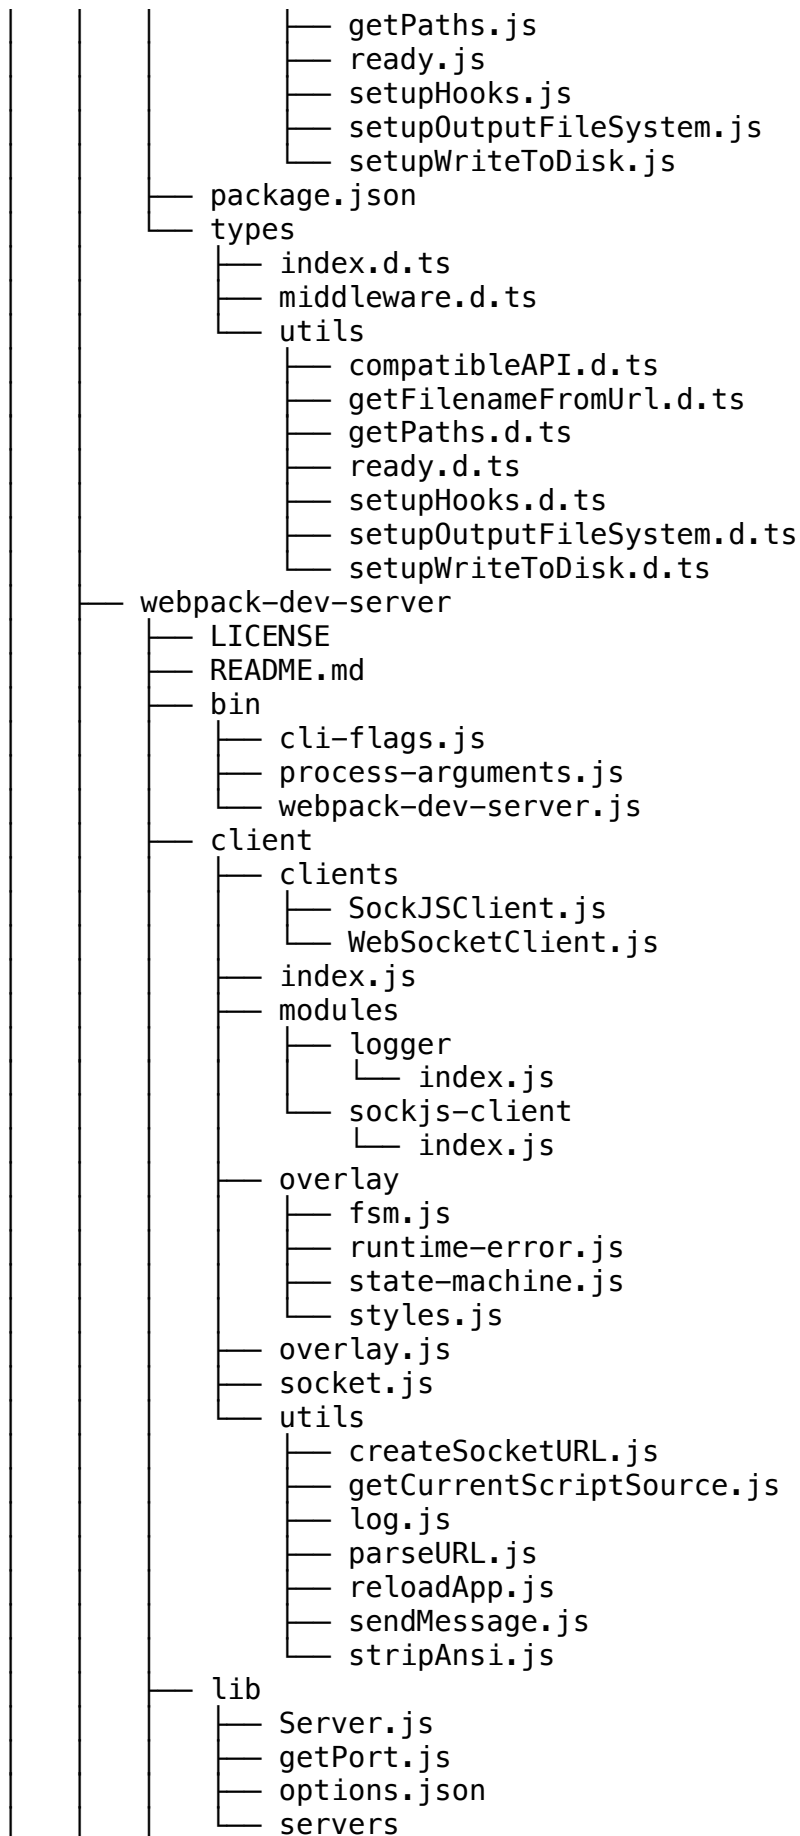 │   │   │       ├── getPaths.js
│   │   │       ├── ready.js
│   │   │       ├── setupHooks.js
│   │   │       ├── setupOutputFileSystem.js
│   │   │       └── setupWriteToDisk.js
│   │   ├── package.json
│   │   └── types
│   │       ├── index.d.ts
│   │       ├── middleware.d.ts
│   │       └── utils
│   │           ├── compatibleAPI.d.ts
│   │           ├── getFilenameFromUrl.d.ts
│   │           ├── getPaths.d.ts
│   │           ├── ready.d.ts
│   │           ├── setupHooks.d.ts
│   │           ├── setupOutputFileSystem.d.ts
│   │           └── setupWriteToDisk.d.ts
│   ├── webpack-dev-server
│   │   ├── LICENSE
│   │   ├── README.md
│   │   ├── bin
│   │   │   ├── cli-flags.js
│   │   │   ├── process-arguments.js
│   │   │   └── webpack-dev-server.js
│   │   ├── client
│   │   │   ├── clients
│   │   │   │   ├── SockJSClient.js
│   │   │   │   └── WebSocketClient.js
│   │   │   ├── index.js
│   │   │   ├── modules
│   │   │   │   ├── logger
│   │   │   │   │   └── index.js
│   │   │   │   └── sockjs-client
│   │   │   │       └── index.js
│   │   │   ├── overlay
│   │   │   │   ├── fsm.js
│   │   │   │   ├── runtime-error.js
│   │   │   │   ├── state-machine.js
│   │   │   │   └── styles.js
│   │   │   ├── overlay.js
│   │   │   ├── socket.js
│   │   │   └── utils
│   │   │       ├── createSocketURL.js
│   │   │       ├── getCurrentScriptSource.js
│   │   │       ├── log.js
│   │   │       ├── parseURL.js
│   │   │       ├── reloadApp.js
│   │   │       ├── sendMessage.js
│   │   │       └── stripAnsi.js
│   │   ├── lib
│   │   │   ├── Server.js
│   │   │   ├── getPort.js
│   │   │   ├── options.json
│   │   │   └── servers